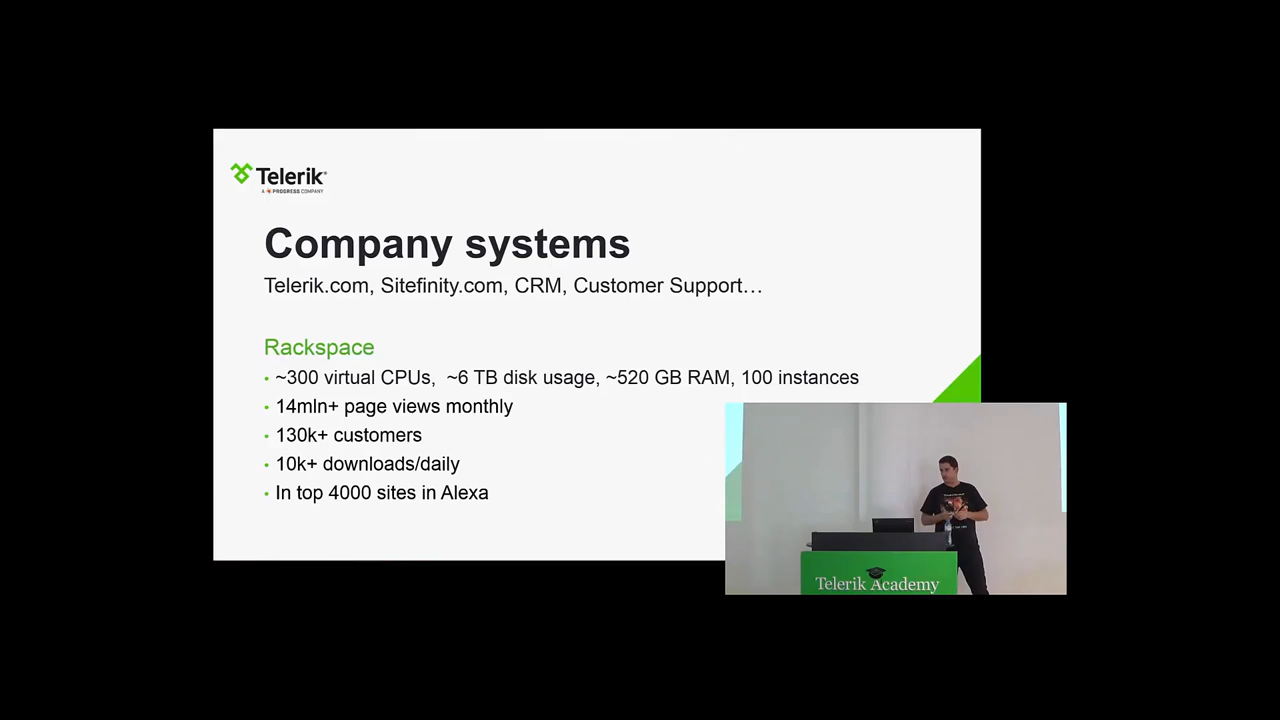 Telerik®
A PROGRESS COMPANY
Company systems
Telerik.com, Sitefinity.com, CRM, Customer Support…
Rackspace
• ~300 virtual CPUs, ~6 TB disk usage, ~520 GB RAM, 100 instances
• 14mln+ page views monthly
• 130k+ customers
• 10k+ downloads/daily
• In top 4000 sites in Alexa
Telerik Academy